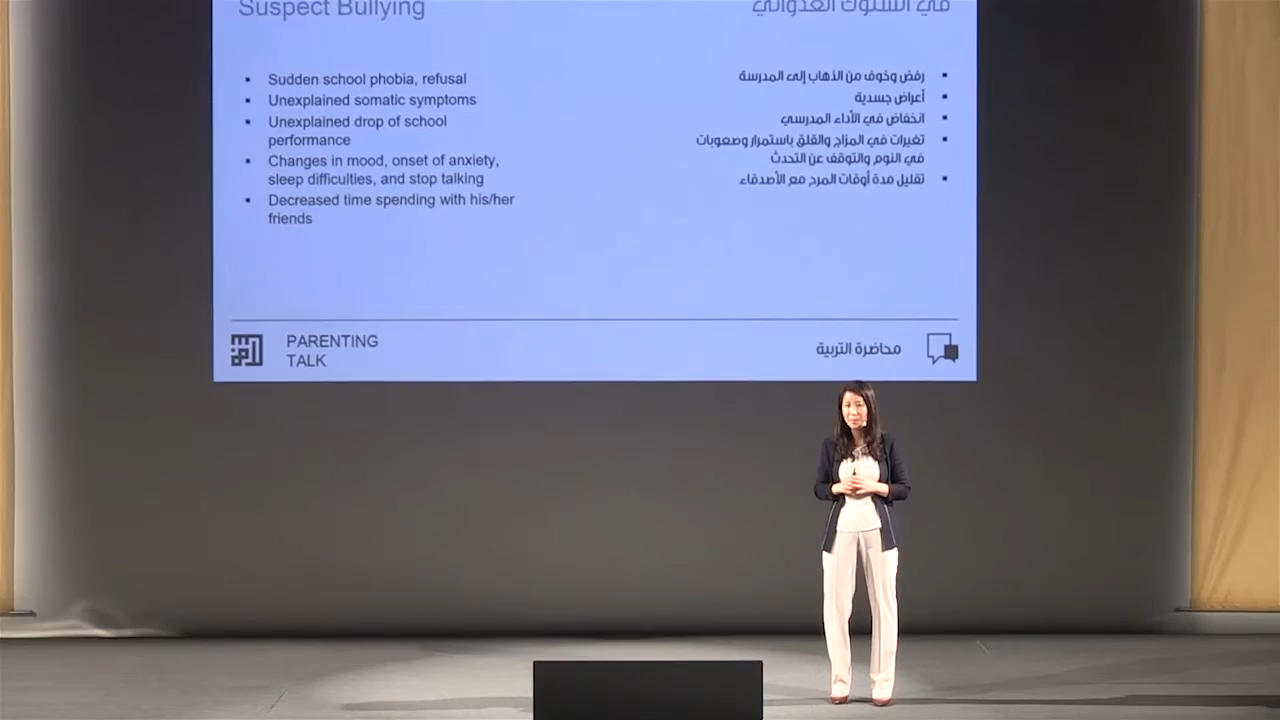 Suspect Bullying
في السلوك العدواني
▪ Sudden school phobia, refusal
▪ Unexplained somatic symptoms
▪ Unexplained drop of school
performance
▪ Changes in mood, onset of anxiety,
sleep difficulties, and stop talking
▪ Decreased time spending with his/her
friends
▪ رفض وخوف من الذهاب إلى المدرسة
▪ أعراض جسدية
▪ انخفاض في الأداء المدرسي
▪ تغيرات في المزاج والقلق باستمرار وصعوبات
في النوم والتوقف عن التحدث
▪ تقليل مدة أوقات المرح مع الأصدقاء
PARENTING
TALK
محاضرة التربية